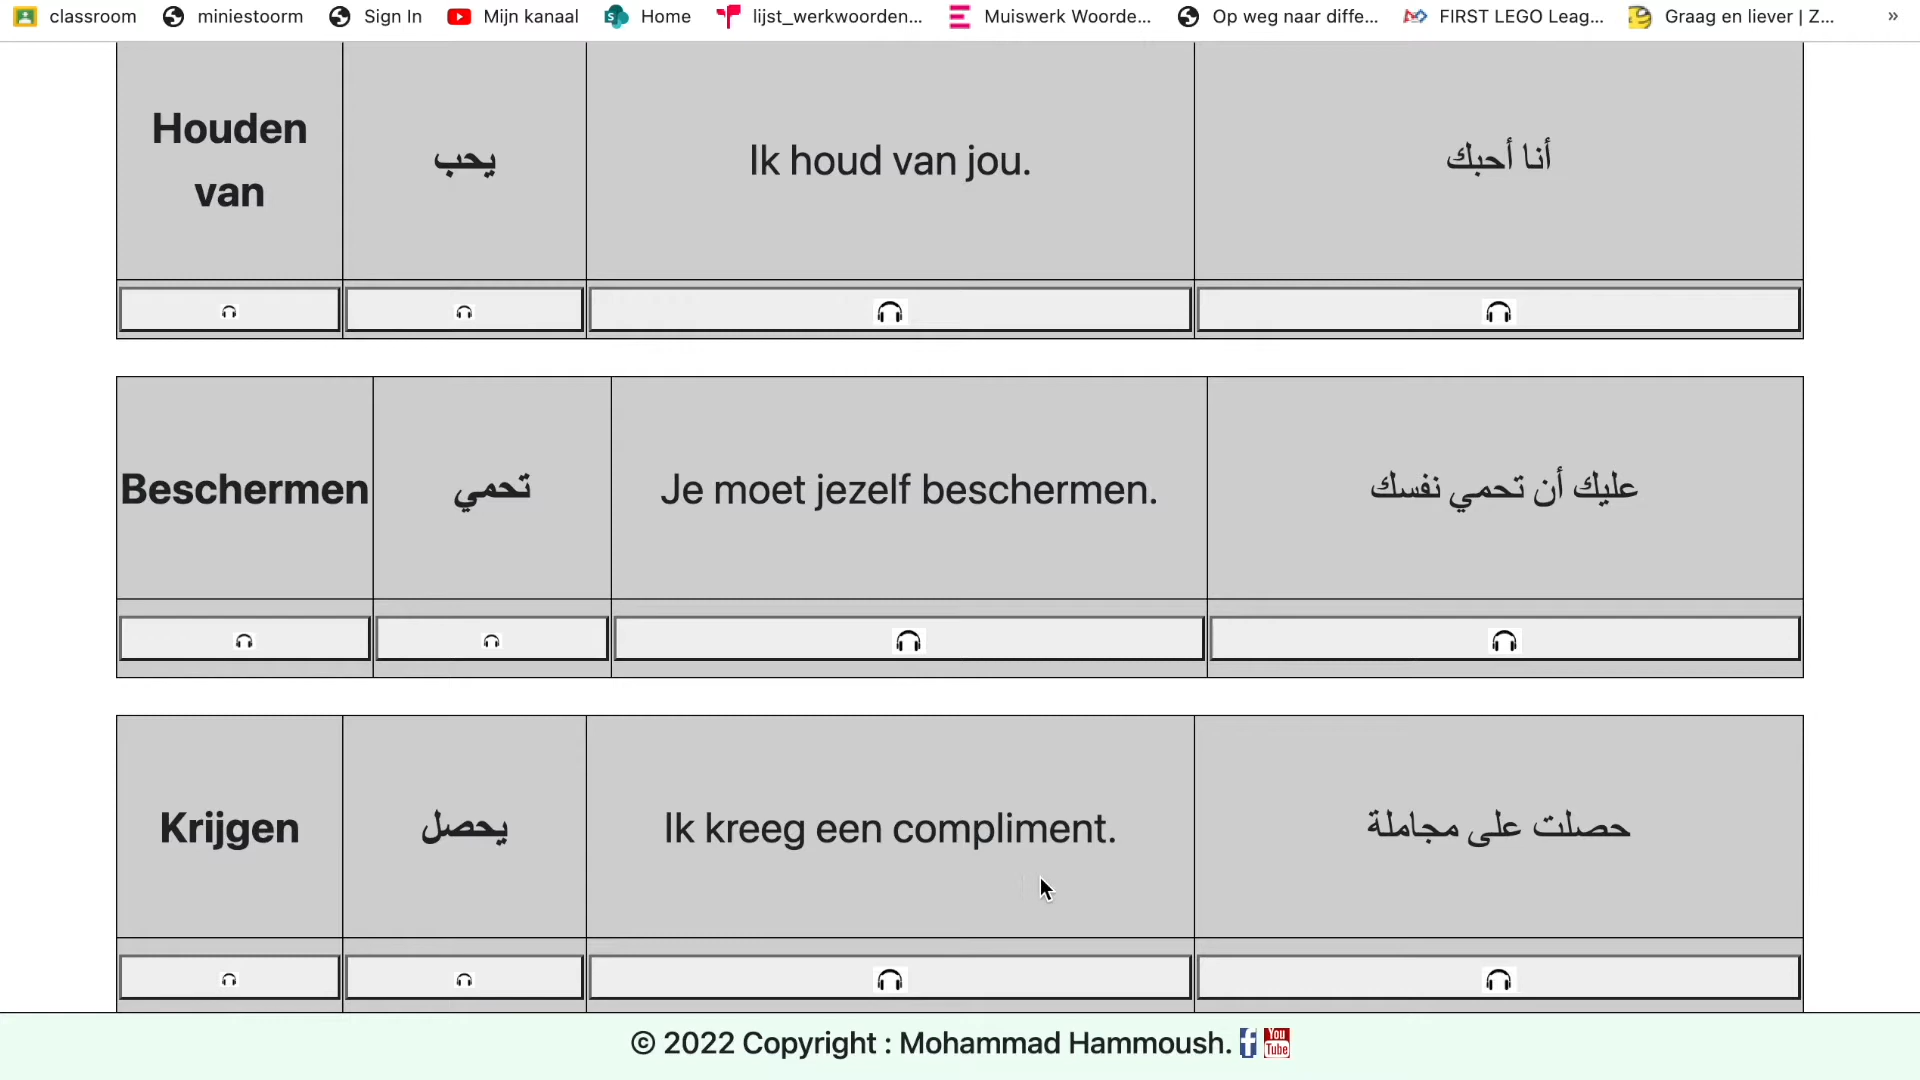 classroom miniestoorm Sign In Mijn kanaal Home lijst_werkwoorden... Muiswerk Woorde... Op weg naar diffe... FIRST LEGO Leag... Graag en liever | Z... »
Houden van
يحب
Ik houd van jou.
أنا أحبك
Beschermen
تحمي
Je moet jezelf beschermen.
عليك أن تحمي نفسك
Krijgen
يحصل
Ik kreeg een compliment.
حصلت على مجاملة
© 2022 Copyright : Mohammad Hammoush. f You Tube